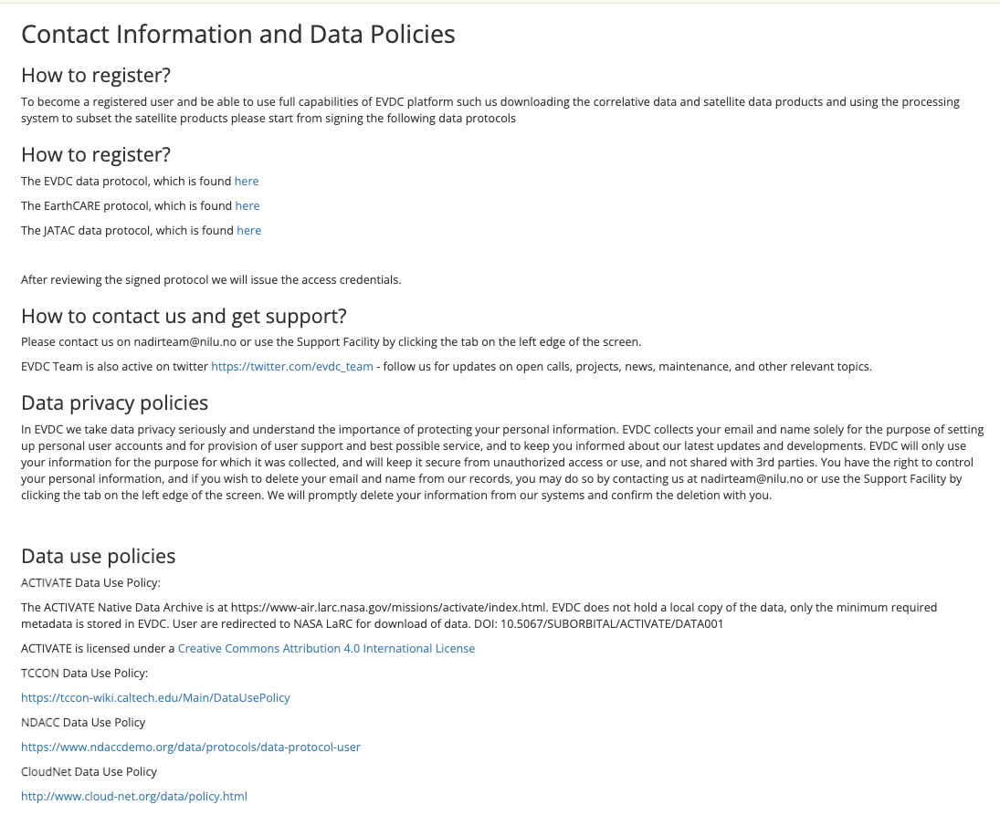 Contact Information and Data Policies
How to register?
To become a registered user and be able to use full capabilities of EVDC platform such us downloading the correlative data and satellite data products and using the processing
system to subset the satellite products please start from signing the following data protocols
How to register?
The EVDC data protocol, which is found here
The EarthCARE protocol, which is found here
The JATAC data protocol, which is found here
After reviewing the signed protocol we will issue the access credentials.
How to contact us and get support?
Please contact us on nadirteam@nilu.no or use the Support Facility by clicking the tab on the left edge of the screen.
EVDC Team is also active on twitter https://twitter.com/evdc_team - follow us for updates on open calls, projects, news, maintenance, and other relevant topics.
Data privacy policies
In EVDC we take data privacy seriously and understand the importance of protecting your personal information. EVDC collects your email and name solely for the purpose of setting
up personal user accounts and for provision of user support and best possible service, and to keep you informed about our latest updates and developments. EVDC will only use
your information for the purpose for which it was collected, and will keep it secure from unauthorized access or use, and not shared with 3rd parties. You have the right to control
your personal information, and if you wish to delete your email and name from our records, you may do so by contacting us at nadirteam@nilu.no or use the Support Facility by
clicking the tab on the left edge of the screen. We will promptly delete your information from our systems and confirm the deletion with you.
Data use policies
ACTIVATE Data Use Policy:
The ACTIVATE Native Data Archive is at https://www-air.larc.nasa.gov/missions/activate/index.html. EVDC does not hold a local copy of the data, only the minimum required
metadata is stored in EVDC. User are redirected to NASA LaRC for download of data. DOI: 10.5067/SUBORBITAL/ACTIVATE/DATA001
ACTIVATE is licensed under a Creative Commons Attribution 4.0 International License
TCCON Data Use Policy:
https://tccon-wiki.caltech.edu/Main/DataUsePolicy
NDACC Data Use Policy
https://www.ndaccdemo.org/data/protocols/data-protocol-user
CloudNet Data Use Policy
http://www.cloud-net.org/data/policy.html